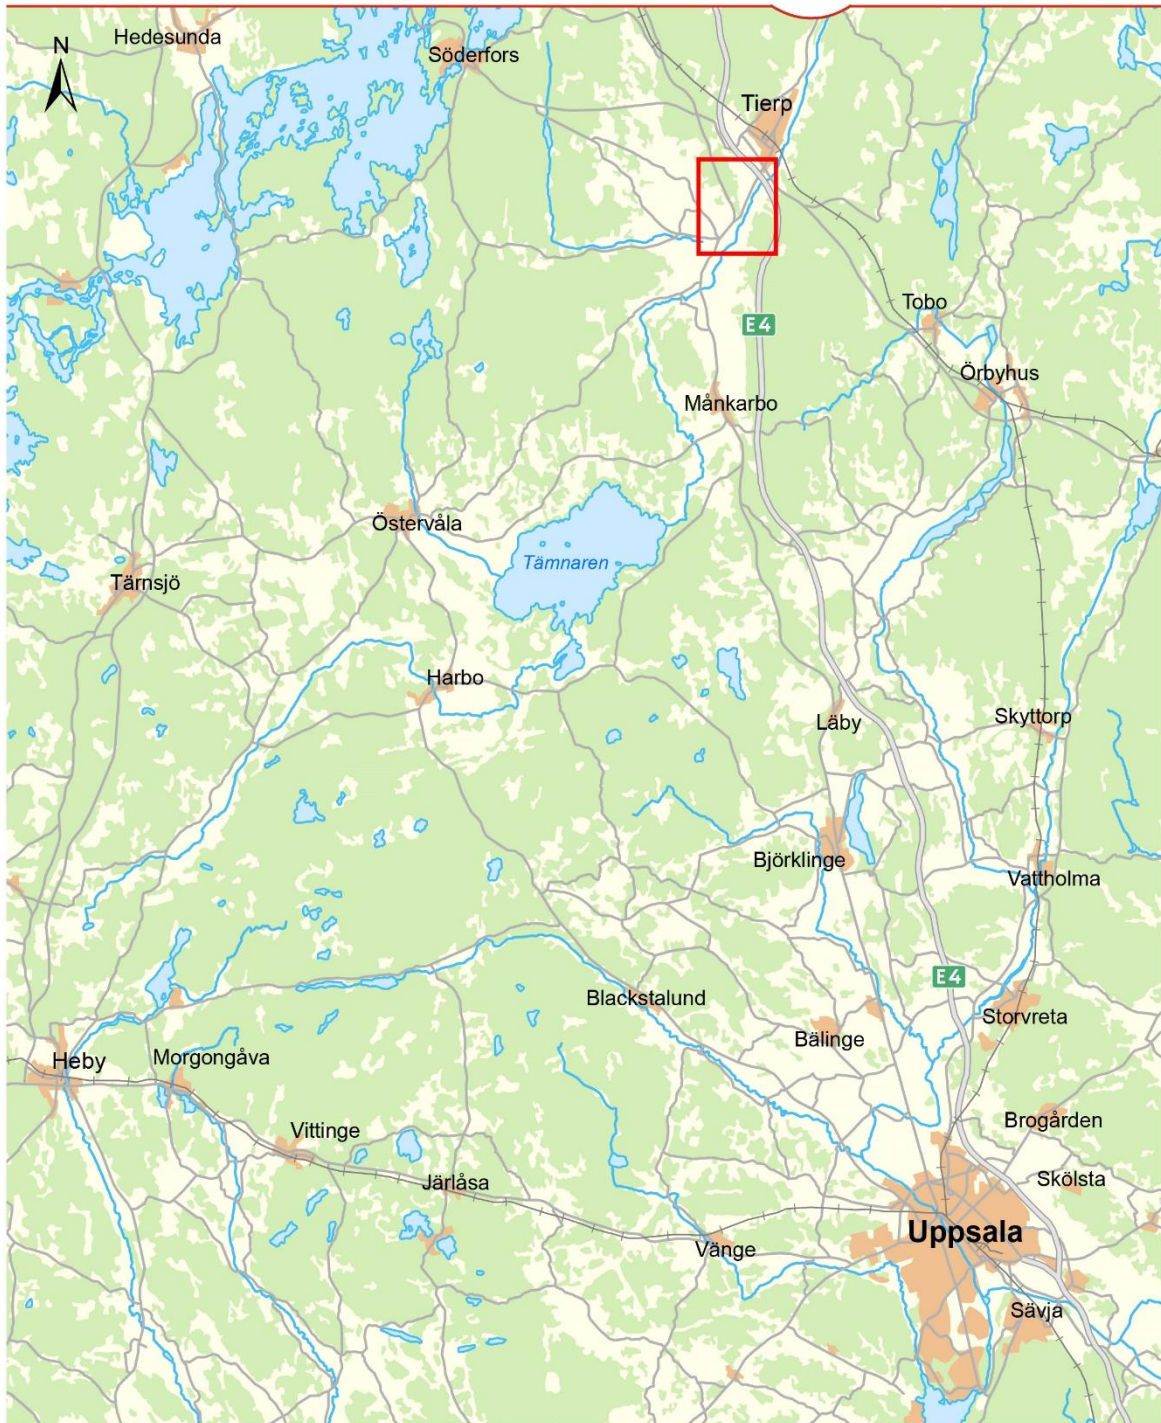 Hedesunda
N
Söderfors
Tierp
Tobo
E4
Örbyhus
Månkarbo
Östervåla
Tämnaren
Tärnsjö
Harbo
Läby
Skyttorp
Björklinge
Vattholma
E4
Blackstalund
Storvreta
Bälinge
Heby
Morgongåva
Brogården
Vittinge
Skölsta
Järlåsa
Uppsala
Vänge
Sävja